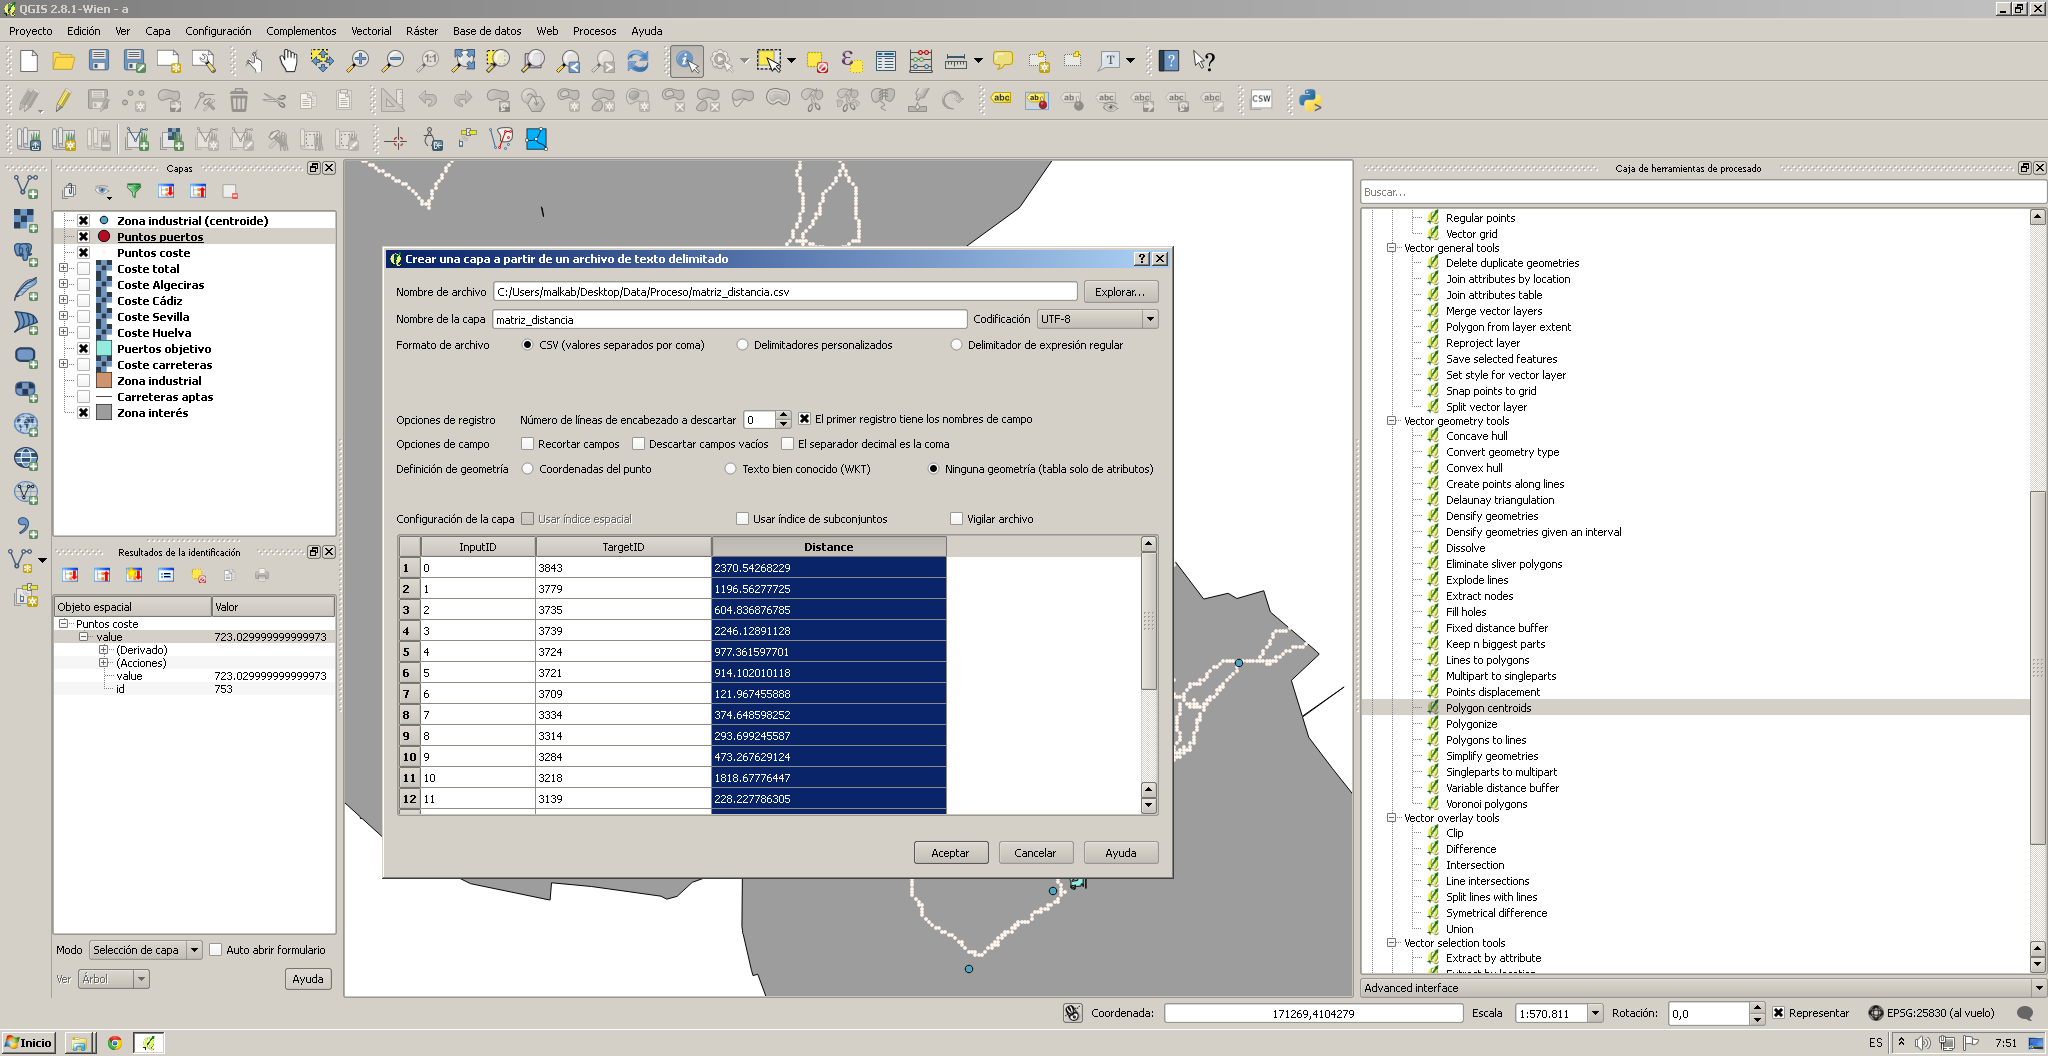 QGIS 2.8.1-Wien - a
Proyecto Edición Ver Capa Configuración Complementos Vectorial Ráster Base de datos Web Procesos Ayuda
Capas
Zona industrial (centroide)
Puntos puertos
Puntos coste
Coste total
Coste Algeciras
Coste Cádiz
Coste Sevilla
Coste Huelva
Puertos objetivo
Coste carreteras
Zona industrial
Carreteras aptas
Zona interés
Resultados de la identificación
Objeto espacial Valor
Puntos coste
value 723.029999999999973
(Derivado)
(Acciones)
value 723.029999999999973
id 753
Modo Selección de capa Auto abrir formulario
Ver Árbol Ayuda
Crear una capa a partir de un archivo de texto delimitado
Nombre de archivo C:/Users/malkab/Desktop/Data/Proceso/matriz_distancia.csv Explorar...
Nombre de la capa matriz_distancia Codificación UTF-8
Formato de archivo CSV (valores separados por coma) Delimitadores personalizados Delimitador de expresión regular
Opciones de registro Número de líneas de encabezado a descartar 0 El primer registro tiene los nombres de campo
Opciones de campo Recortar campos Descartar campos vacíos El separador decimal es la coma
Definición de geometría Coordenadas del punto Texto bien conocido (WKT) Ninguna geometría (tabla solo de atributos)
Configuración de la capa Usar índice espacial Usar índice de subconjuntos Vigilar archivo
InputID TargetID Distance
1 0 3843 2370.54268229
2 1 3779 1196.56277725
3 2 3735 604.836876785
4 3 3739 2246.12891128
5 4 3724 977.361597701
6 5 3721 914.102010118
7 6 3709 121.967455888
8 7 3334 374.648598252
9 8 3314 293.699245587
10 9 3284 473.267629124
11 10 3218 1818.67776447
12 11 3139 228.227786305
Aceptar Cancelar Ayuda
Caja de herramientas de procesado
Buscar...
Regular points
Vector grid
Vector general tools
Delete duplicate geometries
Join attributes by location
Join attributes table
Merge vector layers
Polygon from layer extent
Reproject layer
Save selected features
Set style for vector layer
Snap points to grid
Split vector layer
Vector geometry tools
Concave hull
Convert geometry type
Convex hull
Create points along lines
Delaunay triangulation
Densify geometries
Densify geometries given an interval
Dissolve
Eliminate sliver polygons
Explode lines
Extract nodes
Fill holes
Fixed distance buffer
Keep n biggest parts
Lines to polygons
Multipart to singleparts
Points displacement
Polygon centroids
Polygonize
Polygons to lines
Simplify geometries
Singleparts to multipart
Variable distance buffer
Voronoi polygons
Vector overlay tools
Clip
Difference
Intersection
Line intersections
Split lines with lines
Symetrical difference
Union
Vector selection tools
Extract by attribute
Extract by location
Advanced interface
Coordenada: 171269,4104279 Escala 1:570.811 Rotación: 0,0 Representar EPSG:25830 (al vuelo)
Inicio ES 7:51